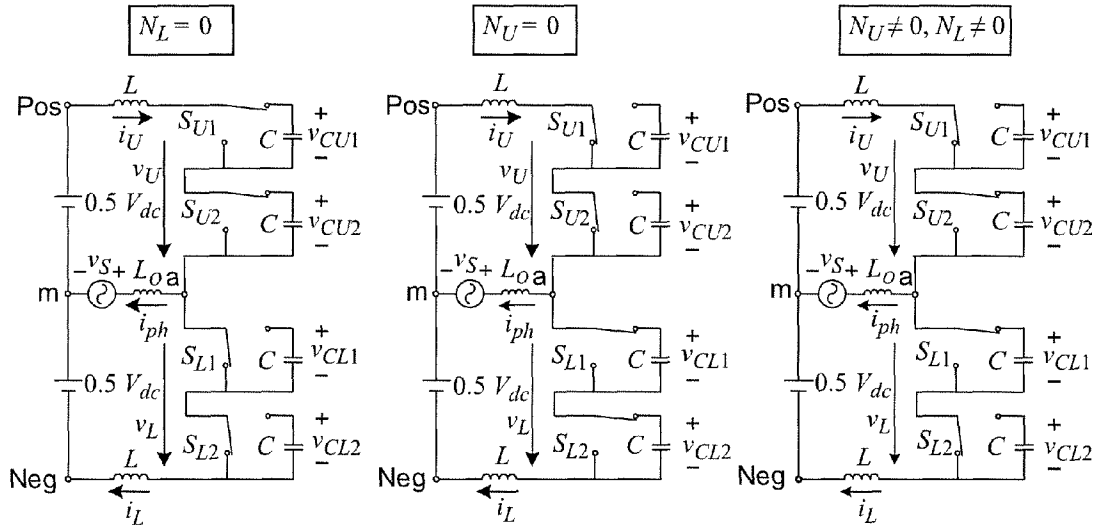 N_L = 0
N_U = 0
N_U ≠ 0, N_L ≠ 0
Pos
L
i_U
S_U1
C
+
v_CU1
−
v_U
0.5 V_dc
S_U2
C
+
v_CU2
−
−v_S+
L_O
a
m
i_ph
S_L1
C
+
v_CL1
−
0.5 V_dc
v_L
S_L2
C
+
v_CL2
−
Neg
L
i_L
Pos
L
i_U
S_U1
C
+
v_CU1
−
v_U
0.5 V_dc
S_U2
C
+
v_CU2
−
−v_S+
L_O
a
m
i_ph
S_L1
C
+
v_CL1
−
0.5 V_dc
v_L
S_L2
C
+
v_CL2
−
Neg
L
i_L
Pos
L
i_U
S_U1
C
+
v_CU1
−
v_U
0.5 V_dc
S_U2
C
+
v_CU2
−
−v_S+
L_O
a
m
i_ph
S_L1
C
+
v_CL1
−
0.5 V_dc
v_L
S_L2
C
+
v_CL2
−
Neg
L
i_L